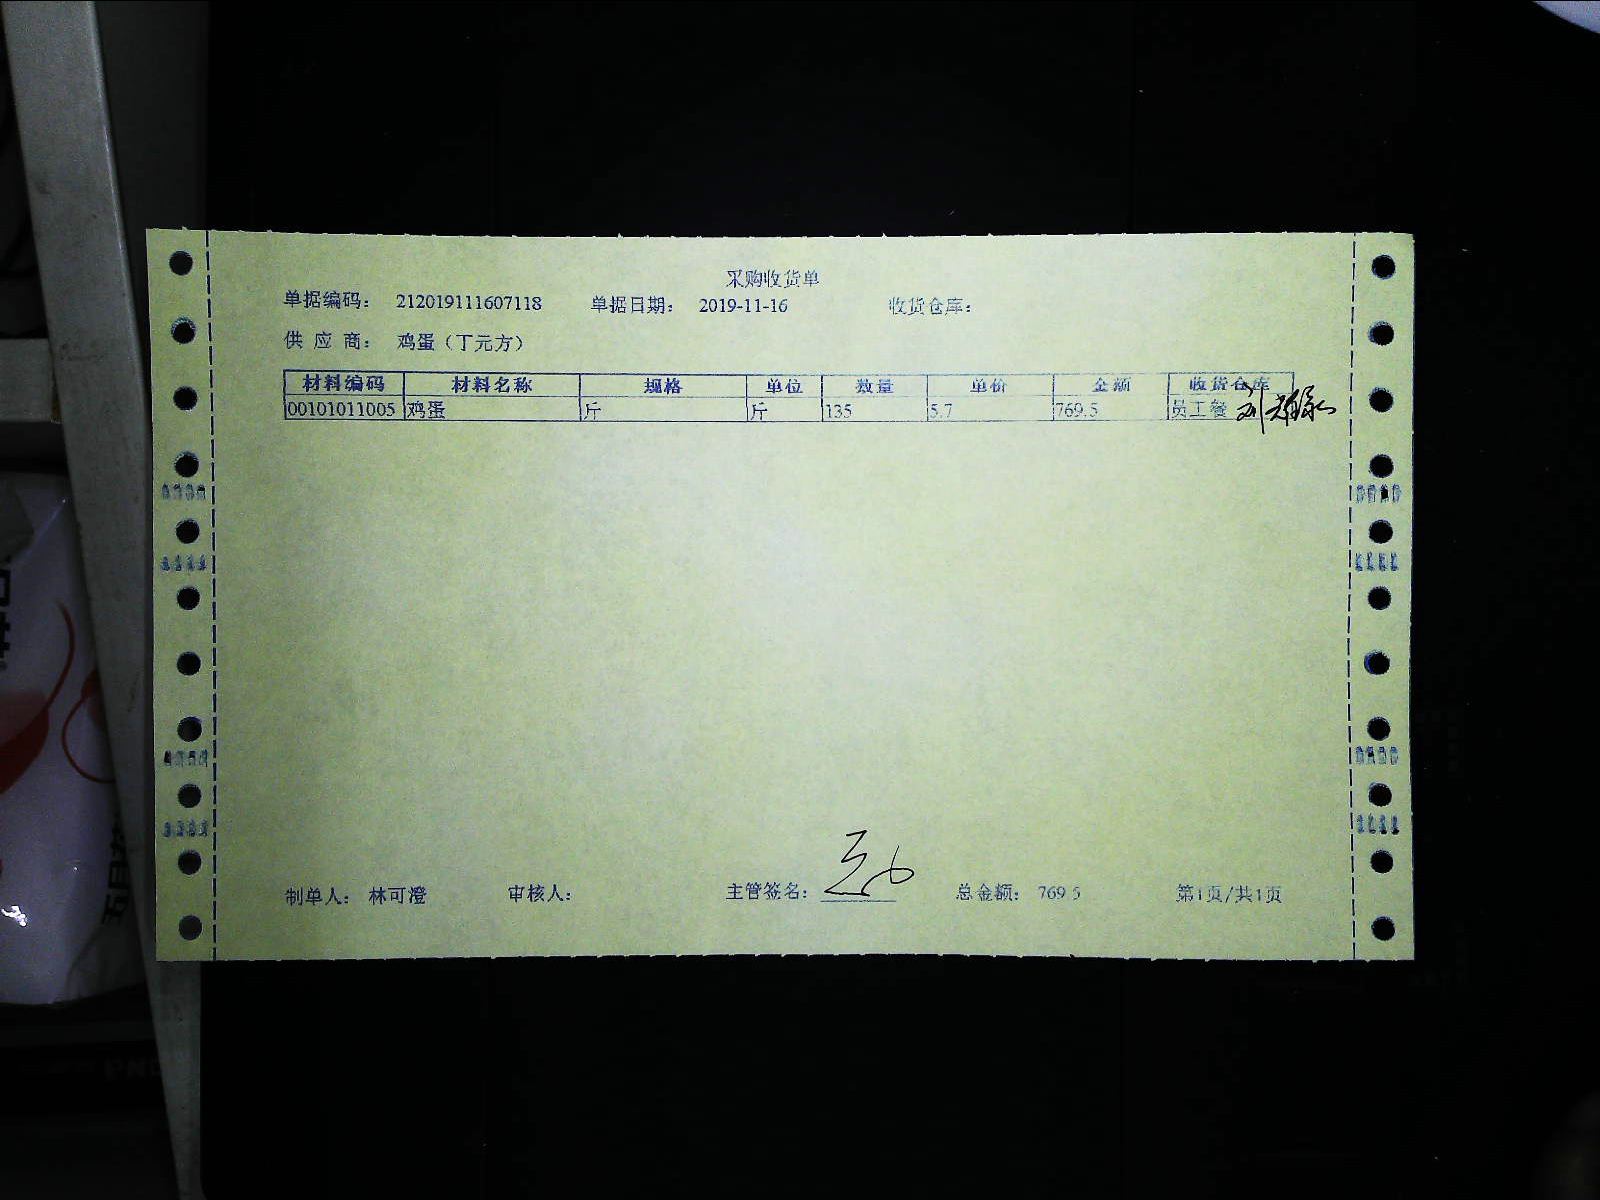 采购收货单
单据编码： 212019111607118 单据日期： 2019-11-16 收货仓库：
供 应 商： 鸡蛋（丁元方）
材料编码 材料名称 规格 单位 数量 单价 金额 收货仓库
00101011005 鸡蛋 斤 斤 135 5.7 769.5 员工餐
制单人： 林可澄 审核人： 主管签名： 总金额： 769.5 第1页/共1页